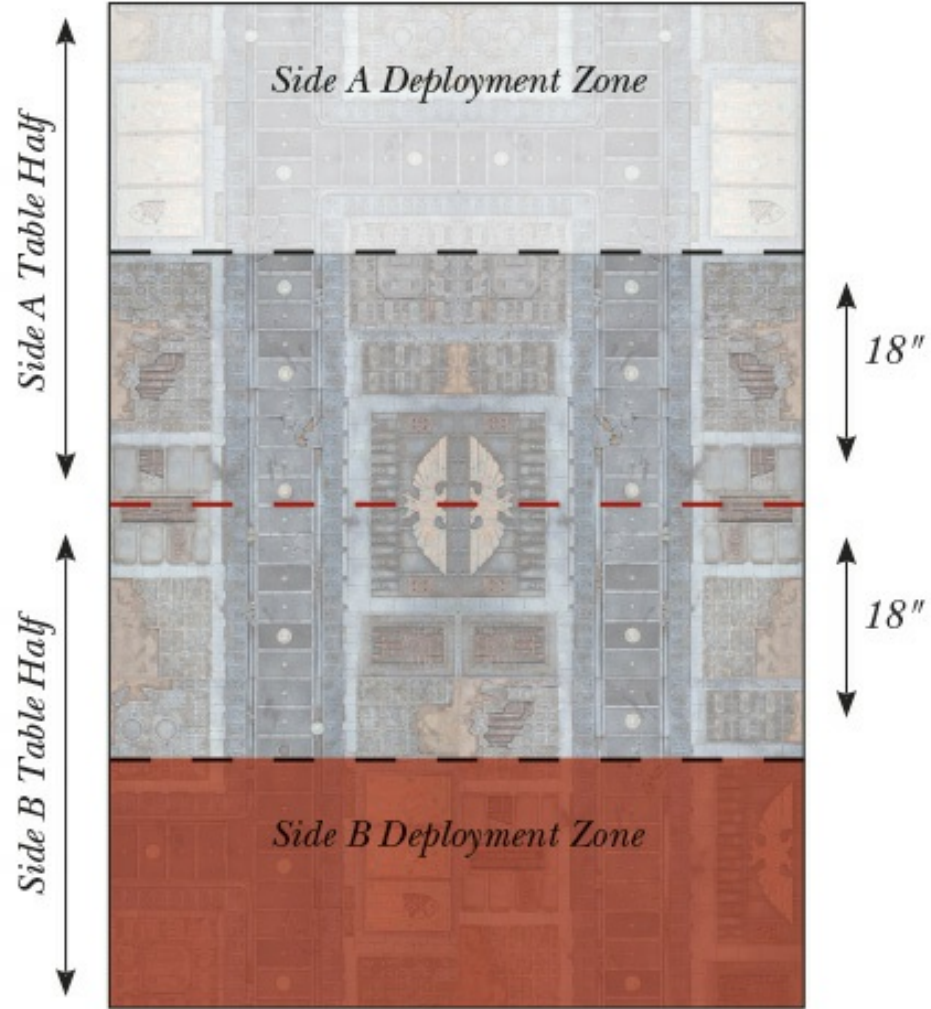 Side A Deployment Zone
Side A Table Half
18"
18"
Side B Table Half
Side B Deployment Zone